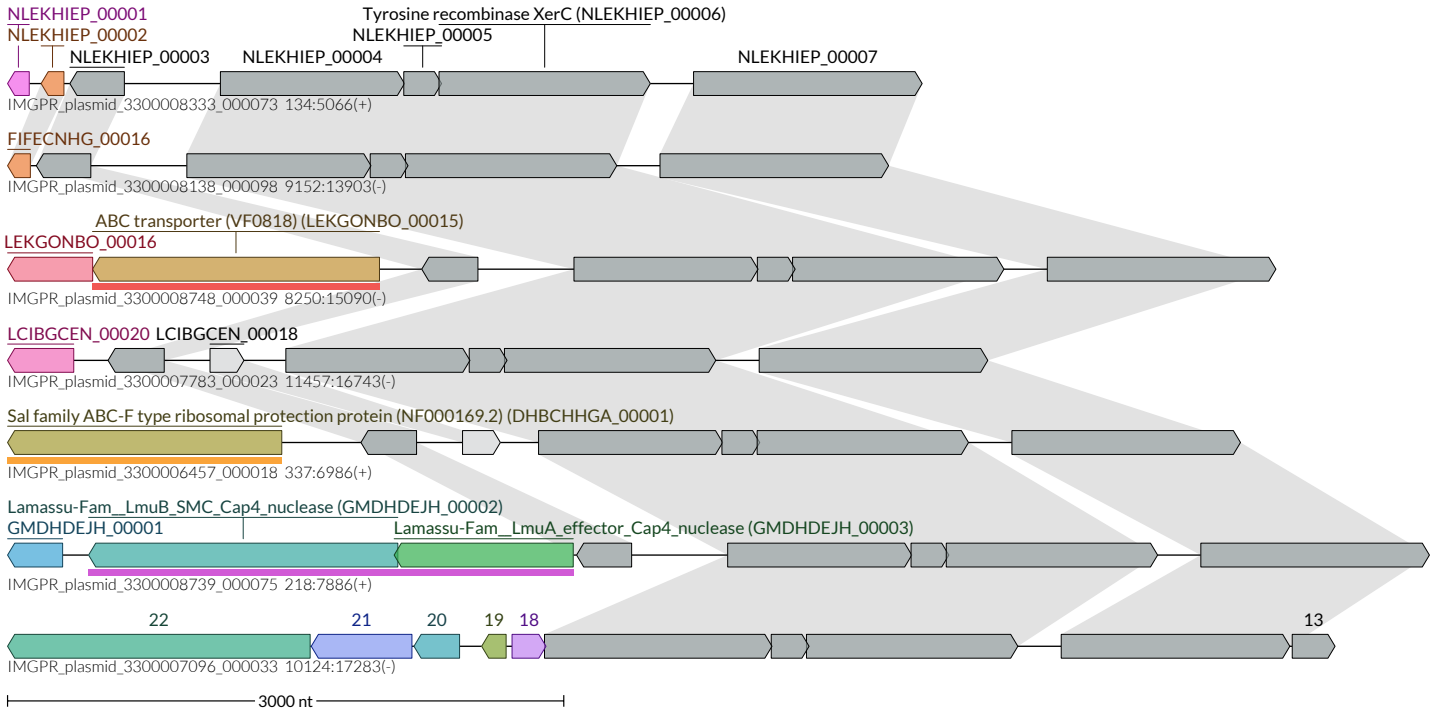 NLEKHIEP_00001
Tyrosine recombinase XerC (NLEKHIEP_00006)
NLEKHIEP_00002
NLEKHIEP_00005
NLEKHIEP_00003
NLEKHIEP_00004
NLEKHIEP_00007
IMGPR_plasmid_3300008333_000073 134:5066(+)
FIFECNHG_00016
IMGPR_plasmid_3300008138_000098 9152:13903(-)
ABC transporter (VF0818) (LEKGONBO_00015)
LEKGONBO_00016
IMGPR_plasmid_3300008748_000039 8250:15090(-)
LCIBGCEN_00020
LCIBGCEN_00018
IMGPR_plasmid_3300007783_000023 11457:16743(-)
Sal family ABC-F type ribosomal protection protein (NF000169.2) (DHBCHHGA_00001)
IMGPR_plasmid_3300006457_000018 337:6986(+)
Lamassu-Fam__LmuB_SMC_Cap4_nuclease (GMDHDEJH_00002)
GMDHDEJH_00001
Lamassu-Fam__LmuA_effector_Cap4_nuclease (GMDHDEJH_00003)
IMGPR_plasmid_3300008739_000075 218:7886(+)
22
21
20
19
18
13
IMGPR_plasmid_3300007096_000033 10124:17283(-)
3000 nt